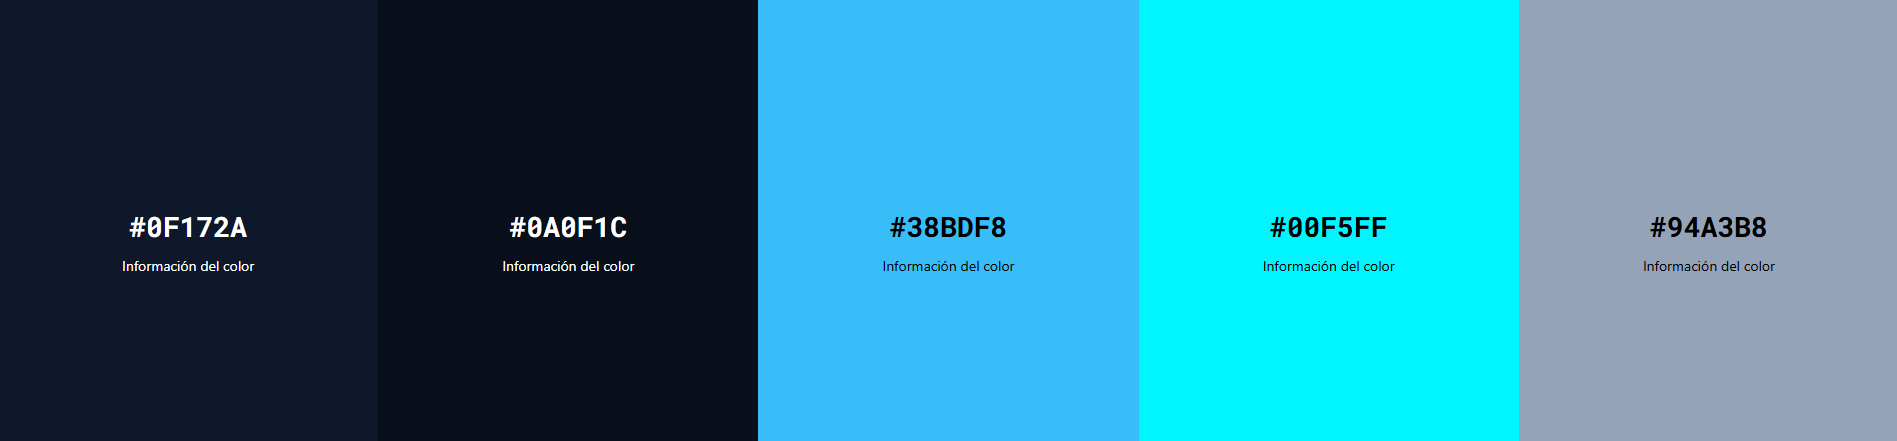 #0F172A
Información del color
#0A0F1C
Información del color
#38BDF8
Información del color
#00F5FF
Información del color
#94A3B8
Información del color